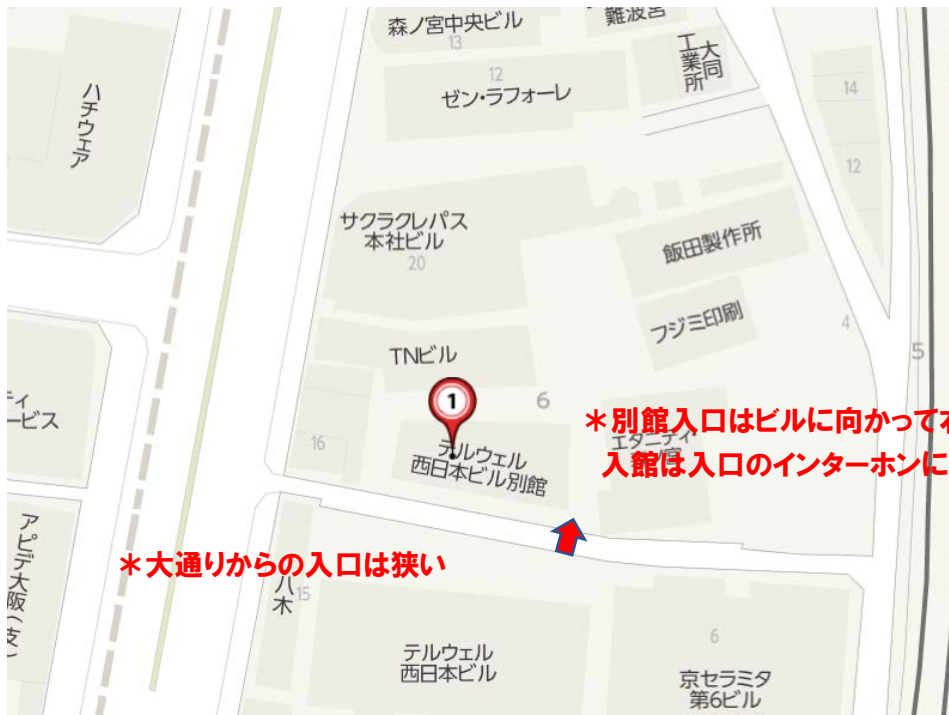 森ノ宮中央ビル
13
難波宮
大同
工業所
ハチウェア
12
ゼン・ラフォーレ
14
12
サクラクレパス
本社ビル
20
飯田製作所
フジミ印刷
4
5
TNビル
1
6
ティ
ービス
16
テルウェル
西日本ビル別館
エタニティ
＊別館入口はビルに向かって
入館は入口のインターホンに
アピデ大阪(支)
＊大通りからの入口は狭い
八木
15
テルウェル
西日本ビル
6
京セラミタ
第6ビル